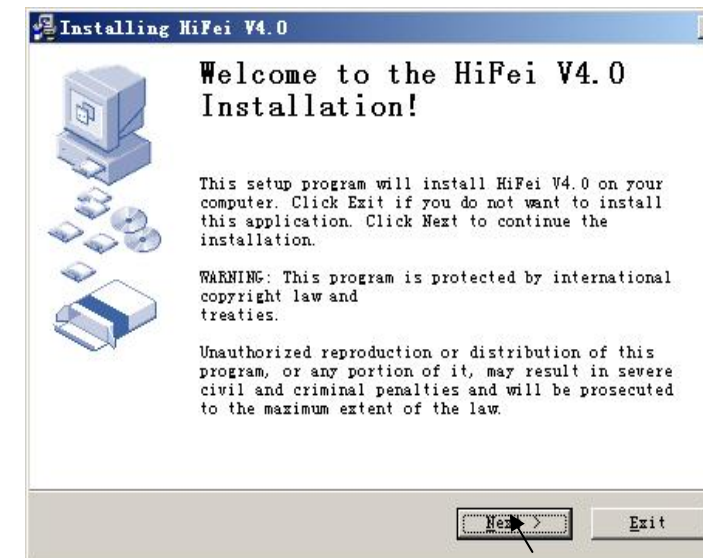 Installing HiFei V4.0
Welcome to the HiFei V4.0
Installation!
This setup program will install HiFei V4.0 on your
computer. Click Exit if you do not want to install
this application. Click Next to continue the
installation.
WARNING: This program is protected by international
copyright law and
treaties.
Unauthorized reproduction or distribution of this
program, or any portion of it, may result in severe
civil and criminal penalties and will be prosecuted
to the maximum extent of the law.
Next > Exit